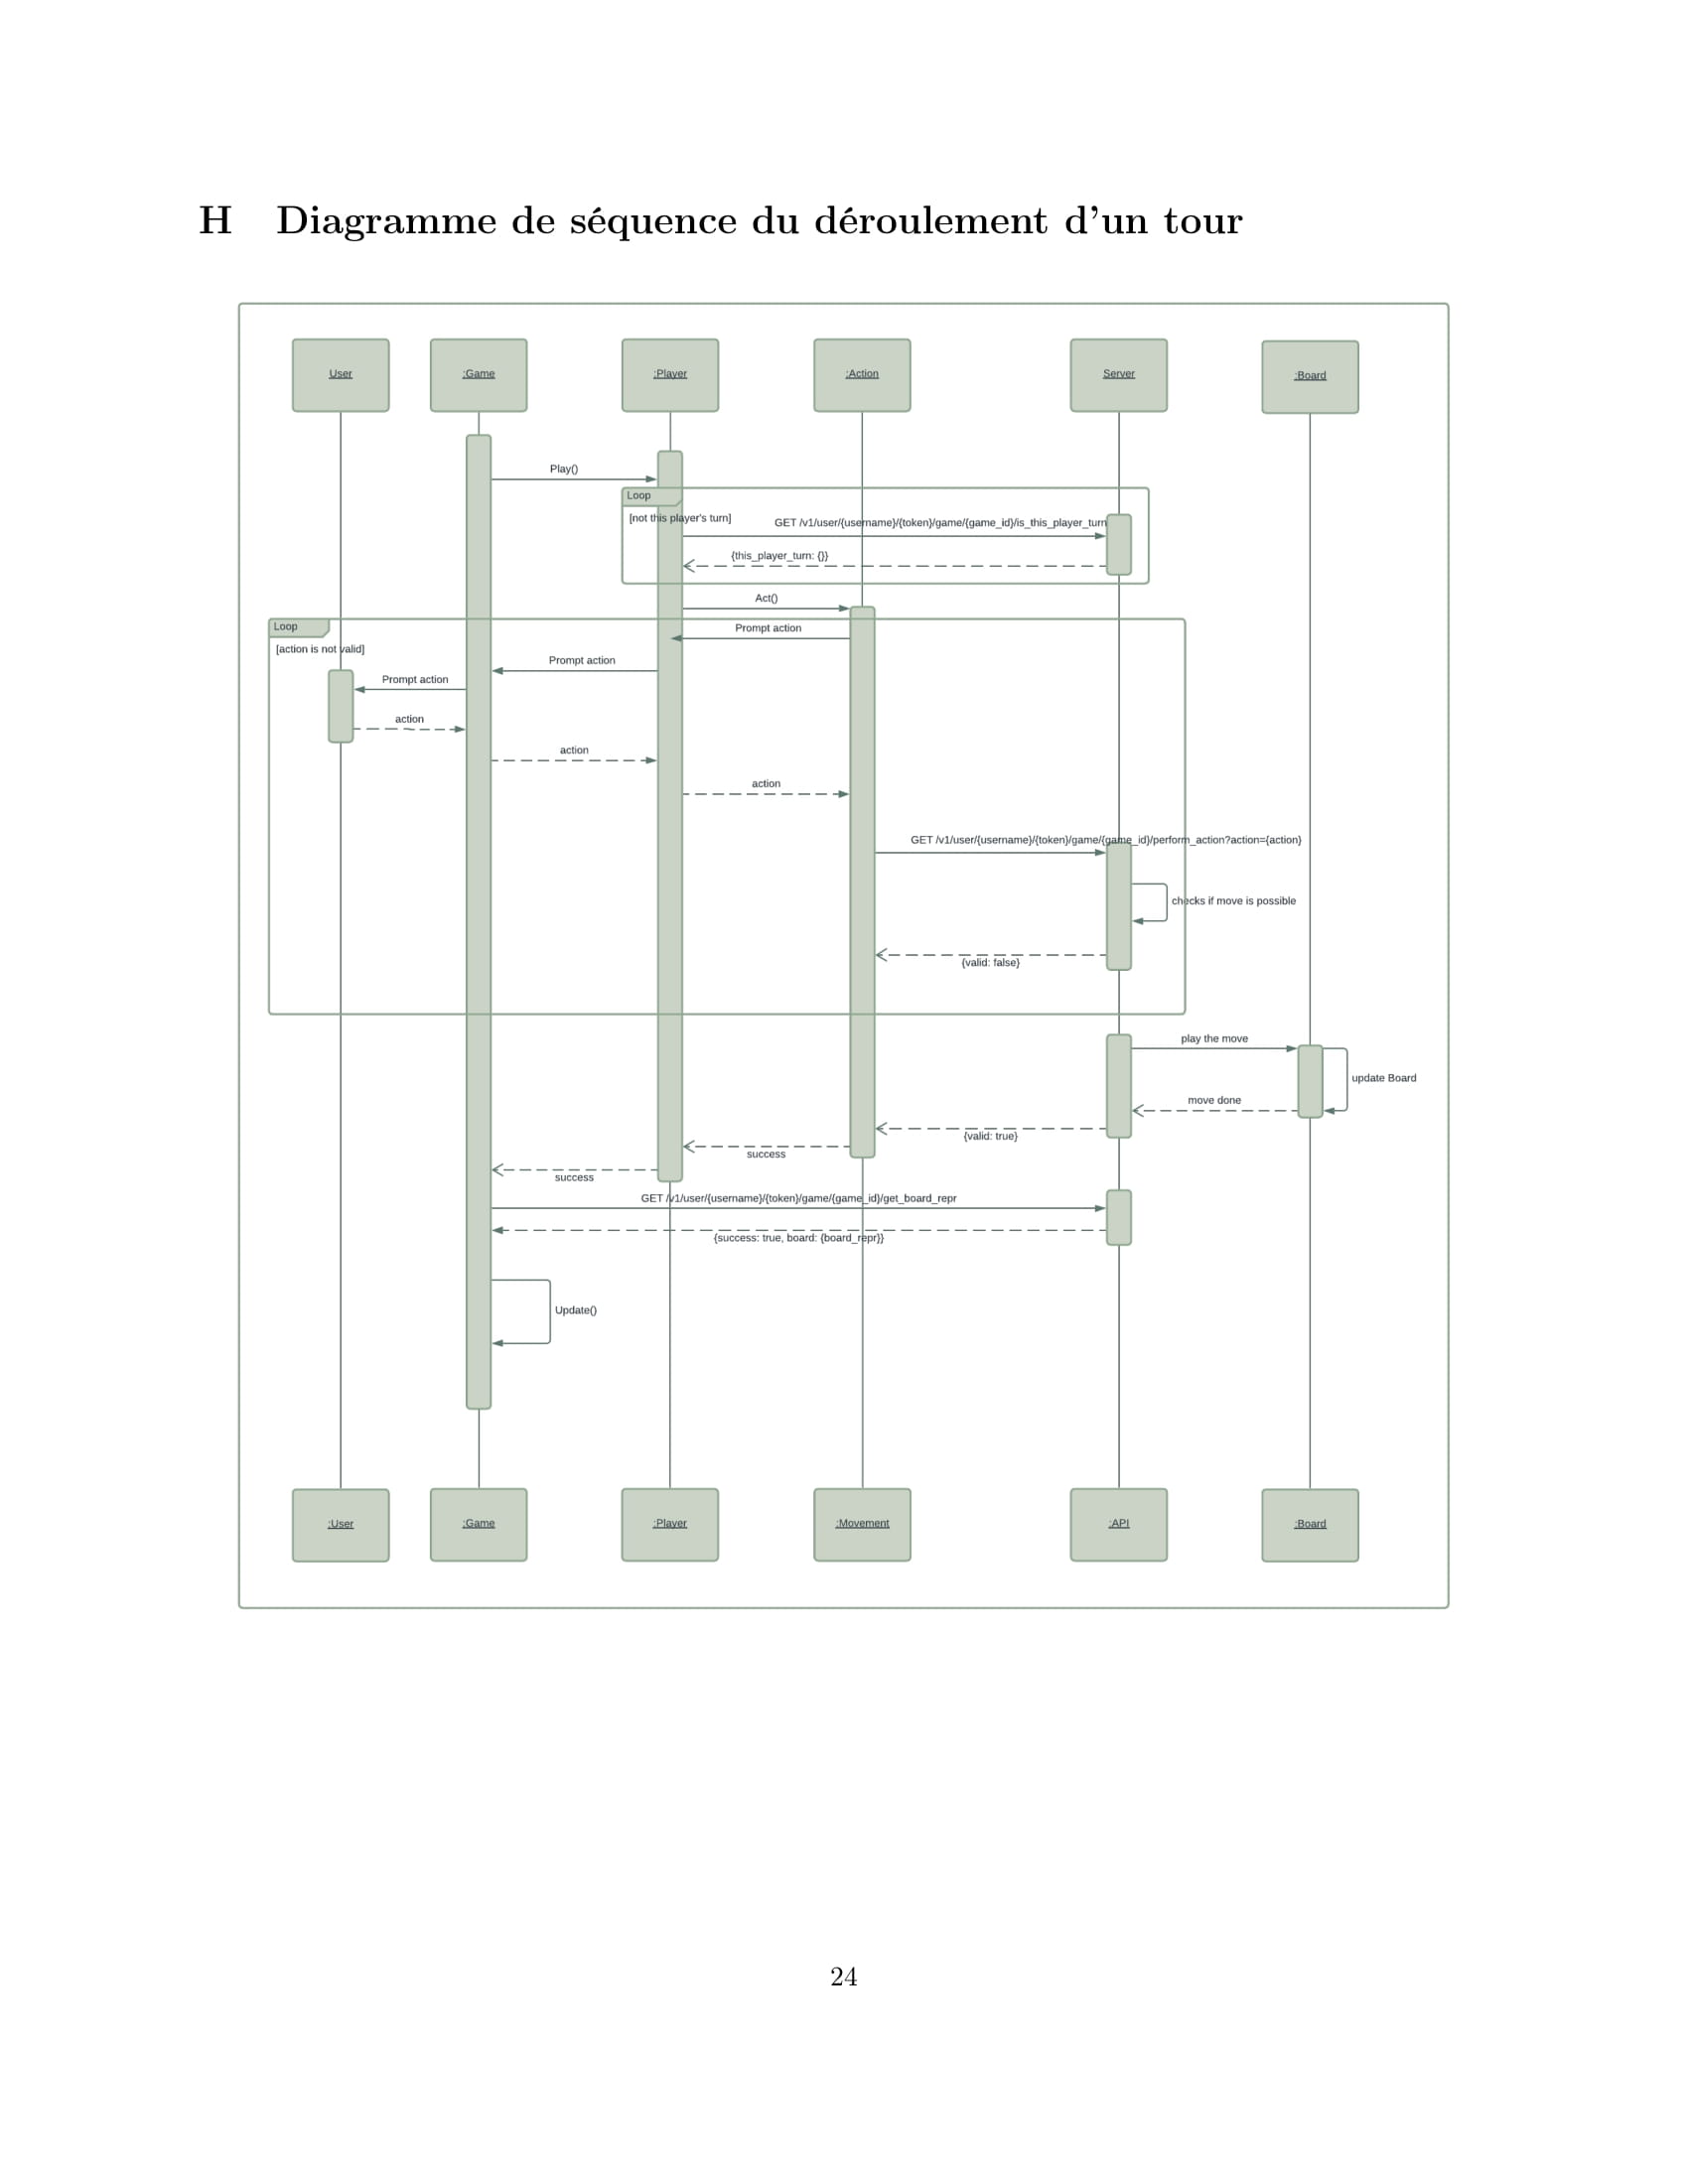 H Diagramme de séquence du déroulement d'un tour
User
:Game
:Player
:Action
Server
:Board
Play()
Loop
[not this player's turn]
GET /v1/user/{username}/{token}/game/{game_id}/is_this_player_turn
{this_player_turn: {}}
Act()
Loop
Prompt action
[action is not valid]
Prompt action
Prompt action
action
action
action
GET /v1/user/{username}/{token}/game/{game_id}/perform_action?action={action}
checks if move is possible
{valid: false}
play the move
update Board
move done
{valid: true}
success
success
GET /v1/user/{username}/{token}/game/{game_id}/get_board_repr
{success: true, board: {board_repr}}
Update()
:User
:Game
:Player
:Movement
:API
:Board
24